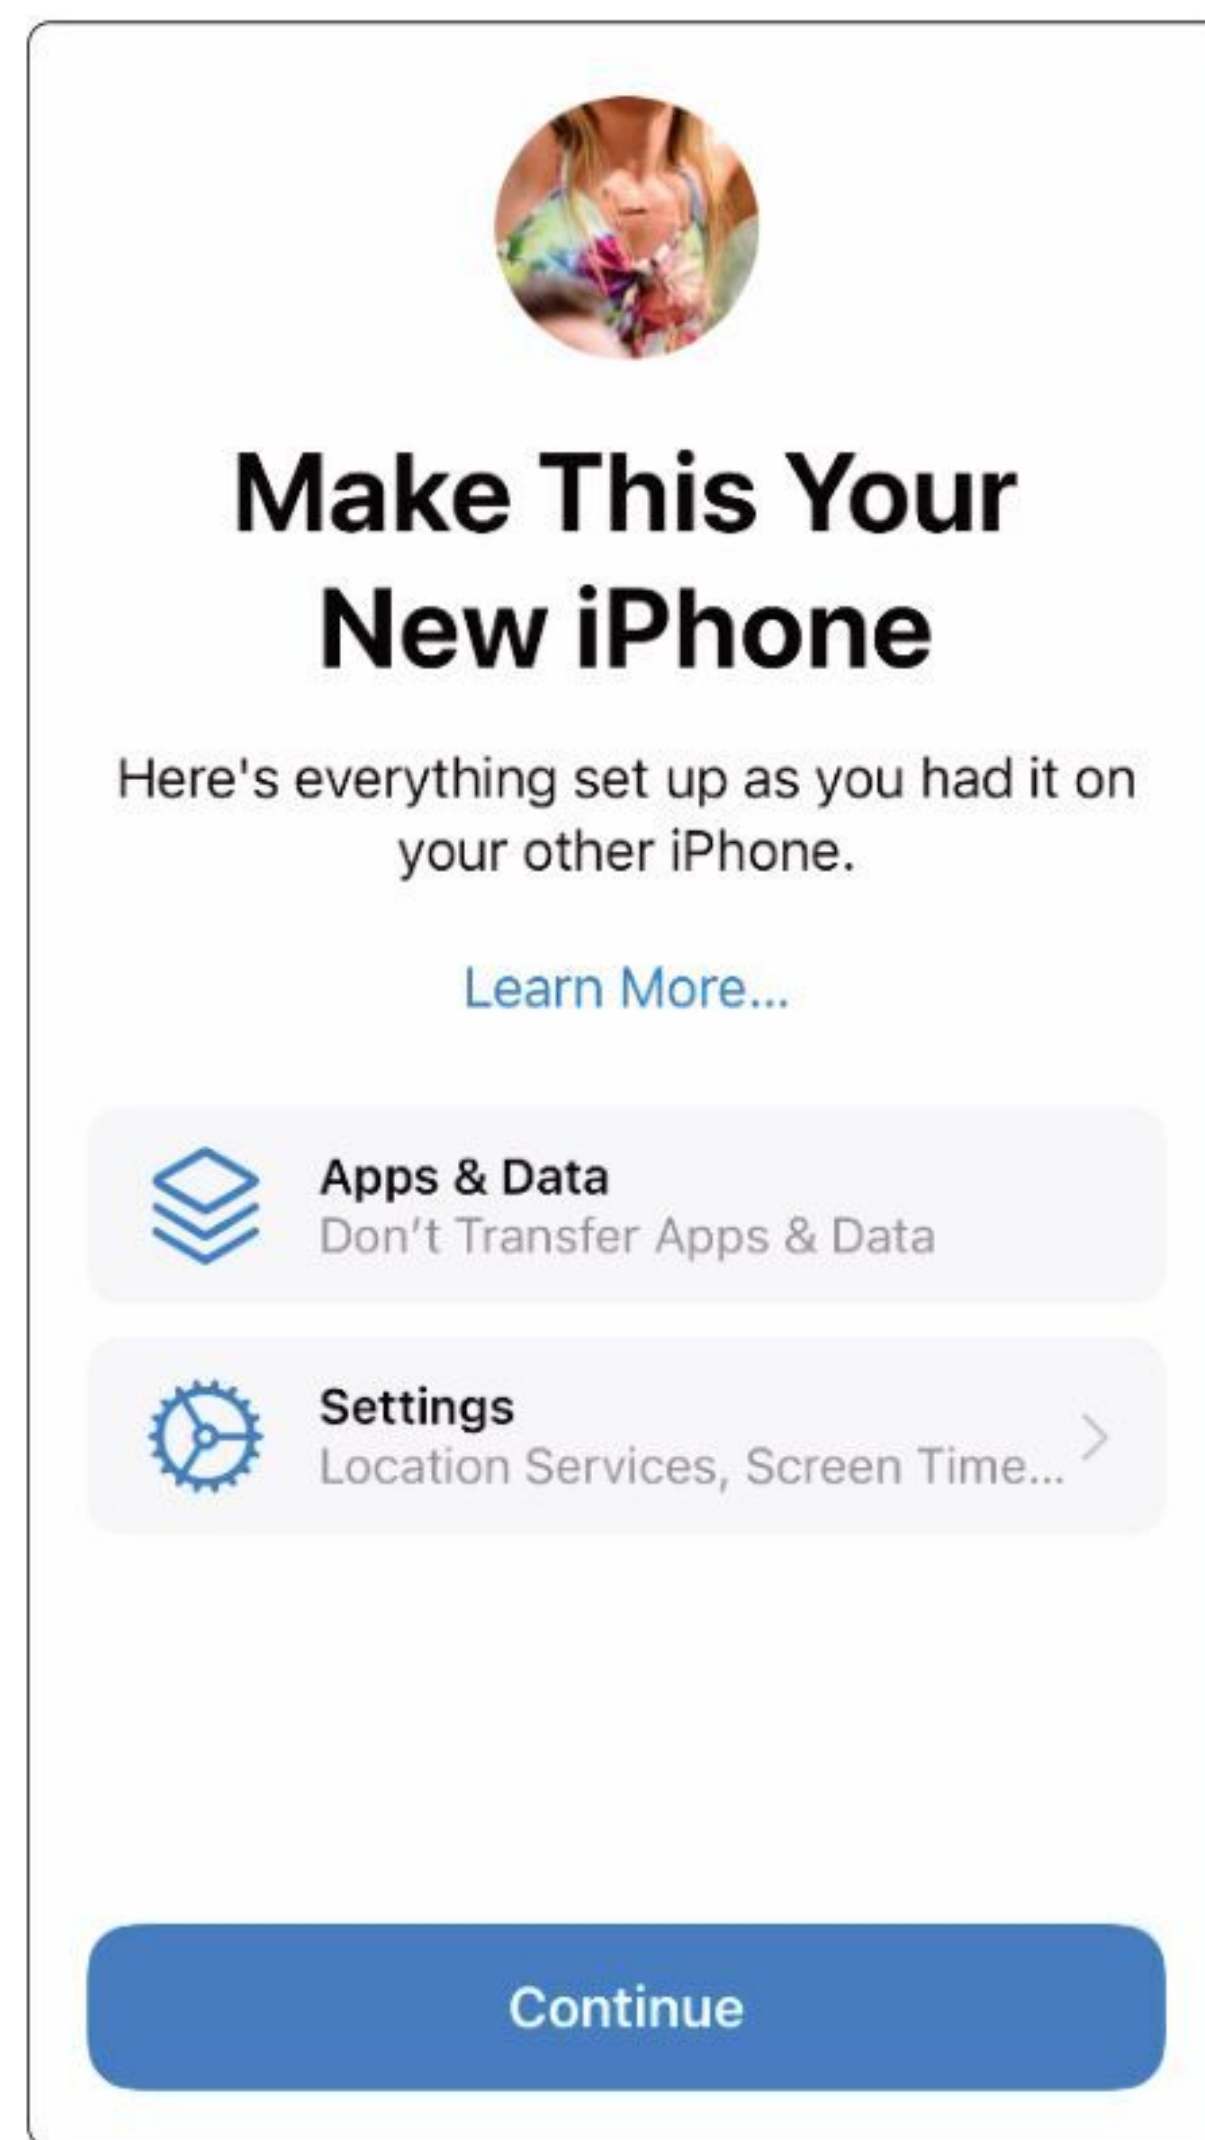 Make This Your
New iPhone
Here's everything set up as you had it on
your other iPhone.
Learn More...
Apps & Data
Don’t Transfer Apps & Data
Settings
Location Services, Screen Time...
Continue